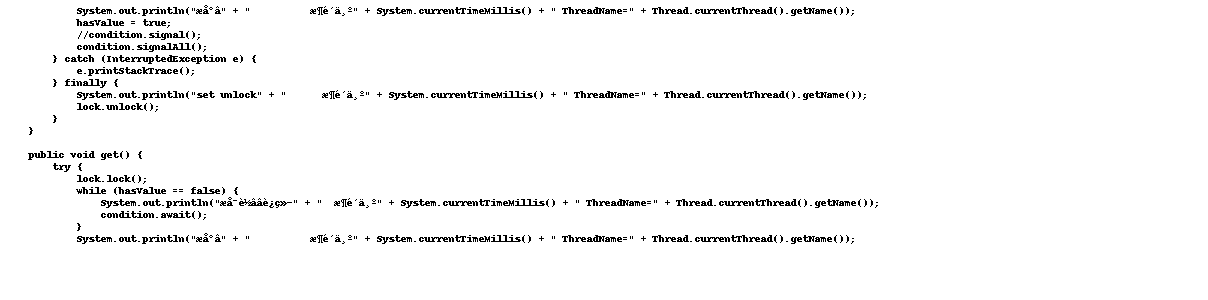 System.out.println("æå°â" + "          æ¶é´ä¸º" + System.currentTimeMillis() + " ThreadName=" + Thread.currentThread().getName());
hasValue = true;
//condition.signal();
condition.signalAll();
} catch (InterruptedException e) {
e.printStackTrace();
} finally {
System.out.println("set unlock" + "      æ¶é´ä¸º" + System.currentTimeMillis() + " ThreadName=" + Thread.currentThread().getName());
lock.unlock();
}
}
public void get() {
try {
lock.lock();
while (hasValue == false) {
System.out.println("æå¯è½ââè¿ç»­" + "  æ¶é´ä¸º" + System.currentTimeMillis() + " ThreadName=" + Thread.currentThread().getName());
condition.await();
}
System.out.println("æå°â" + "          æ¶é´ä¸º" + System.currentTimeMillis() + " ThreadName=" + Thread.currentThread().getName());